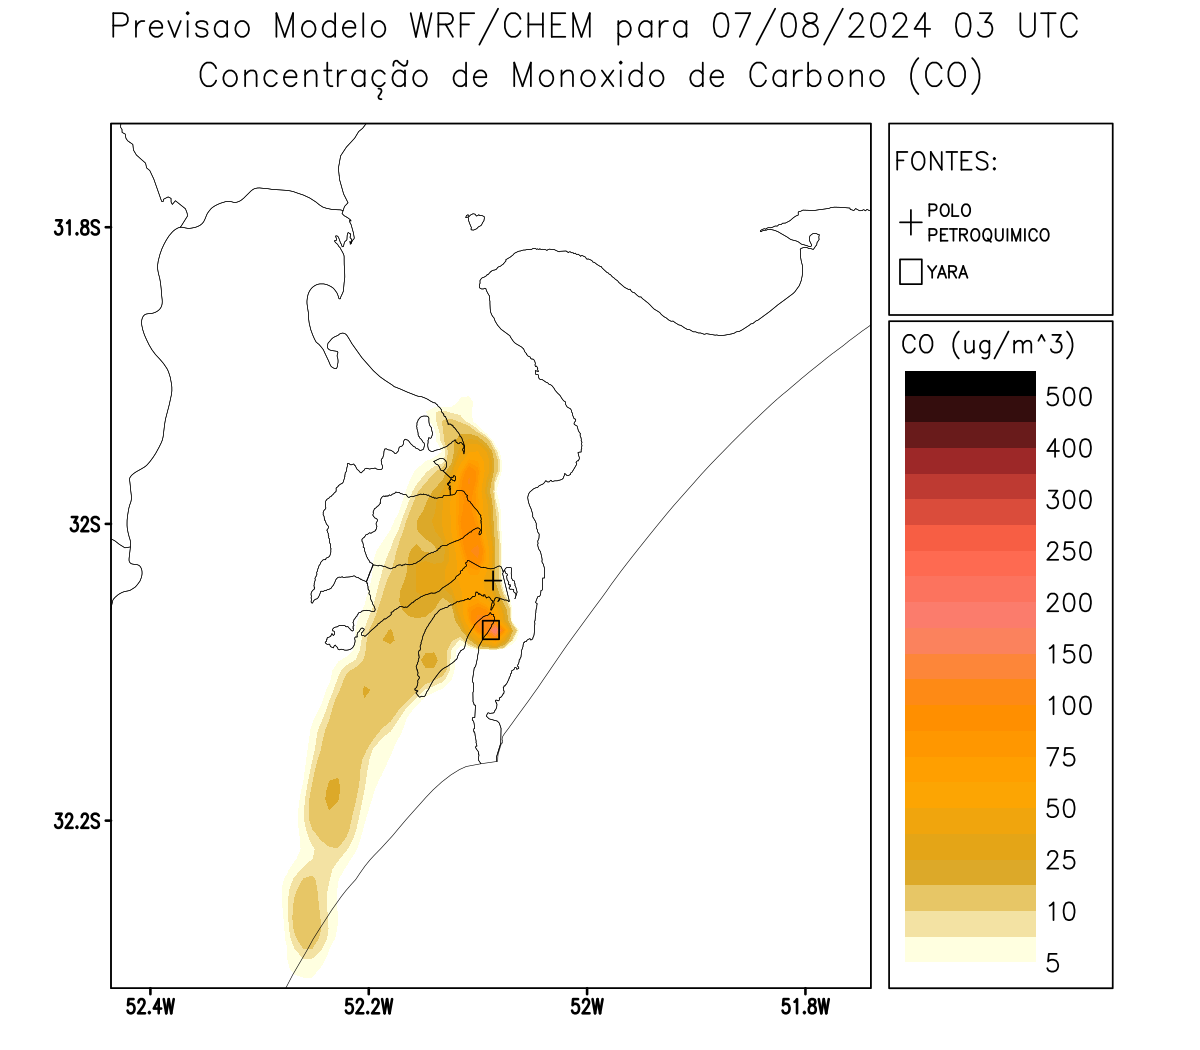 Previsao Modelo WRF/CHEM para 07/08/2024 03 UTC
Concentração de Monoxido de Carbono (CO)
FONTES:
POLO
PETROQUIMICO
YARA
CO (ug/m^3)
500
400
300
250
200
150
100
75
50
25
10
5
31.8S
32S
32.2S
52.4W
52.2W
52W
51.8W